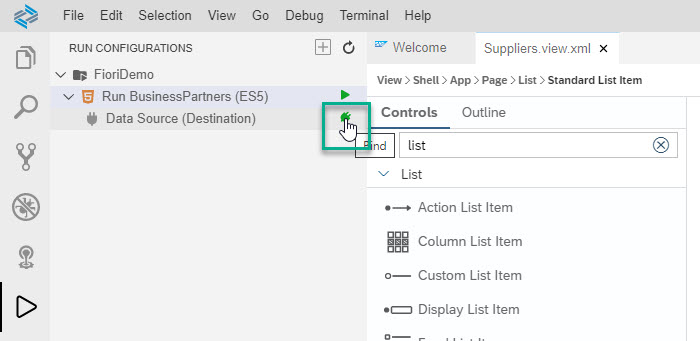 File Edit Selection View Go Debug Terminal Help
RUN CONFIGURATIONS
FioriDemo
Run BusinessPartners (ES5)
Data Source (Destination)
Welcome
Suppliers.view.xml
View > Shell > App > Page > List > Standard List Item
Controls Outline
Find list
List
Action List Item
Column List Item
Custom List Item
Display List Item